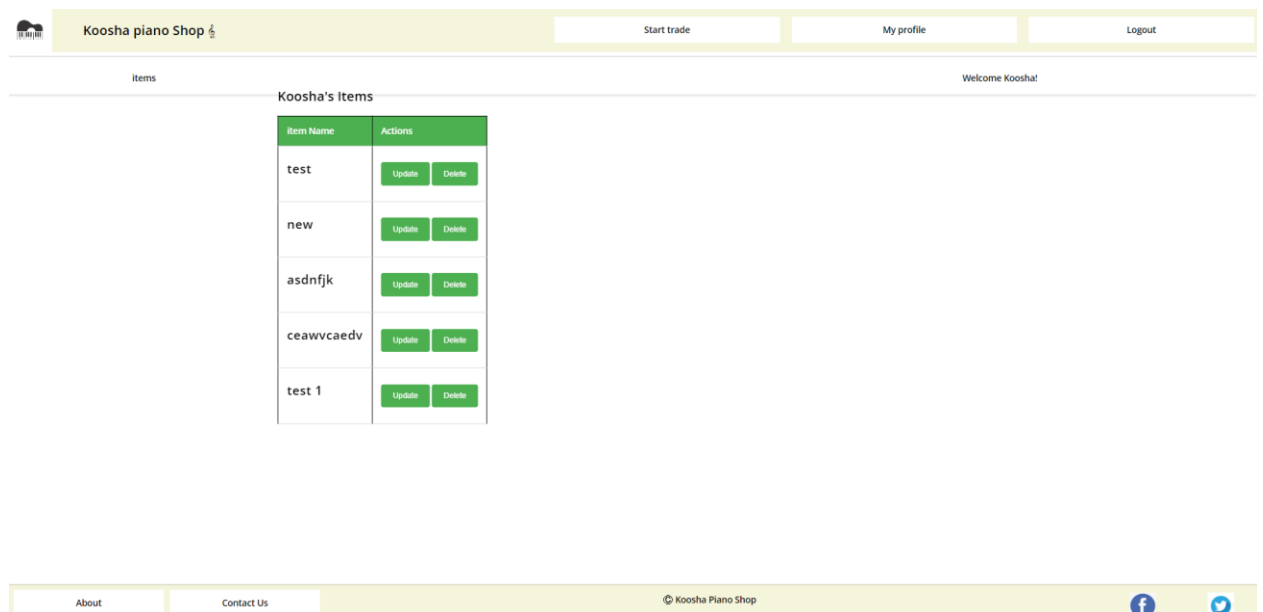 Koosha piano Shop 𝄞 Start trade My profile Logout
items Welcome Koosha!
Koosha's Items
item Name Actions
test Update Delete
new Update Delete
asdnfjk Update Delete
ceawvcaedv Update Delete
test 1 Update Delete
About Contact Us © Koosha Piano Shop